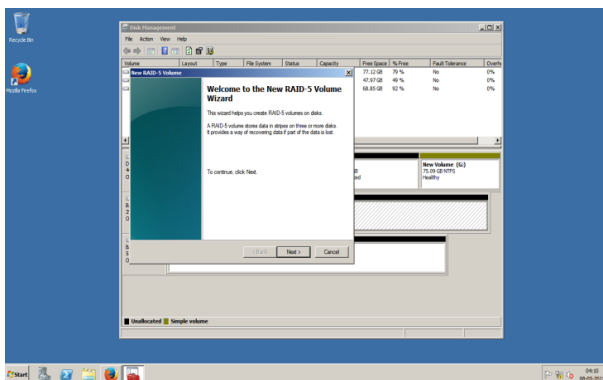 Recycle Bin
Mozilla Firefox
Disk Management
File Action View Help
Volume Layout Type File System Status Capacity Free Space % Free Fault Tolerance Overh
77.12 GB 79 % No 0%
47.97 GB 49 % No 0%
68.85 GB 92 % No 0%
New RAID-5 Volume
Welcome to the New RAID-5 Volume
Wizard
This wizard helps you create RAID-5 volumes on disks.
A RAID-5 volume stores data in stripes on three or more disks.
It provides a way of recovering data if part of the data is lost.
To continue, click Next.
< Back Next > Cancel
New Volume (G:)
75.09 GB NTFS
Healthy
Unallocated Simple volume
Start
04:10